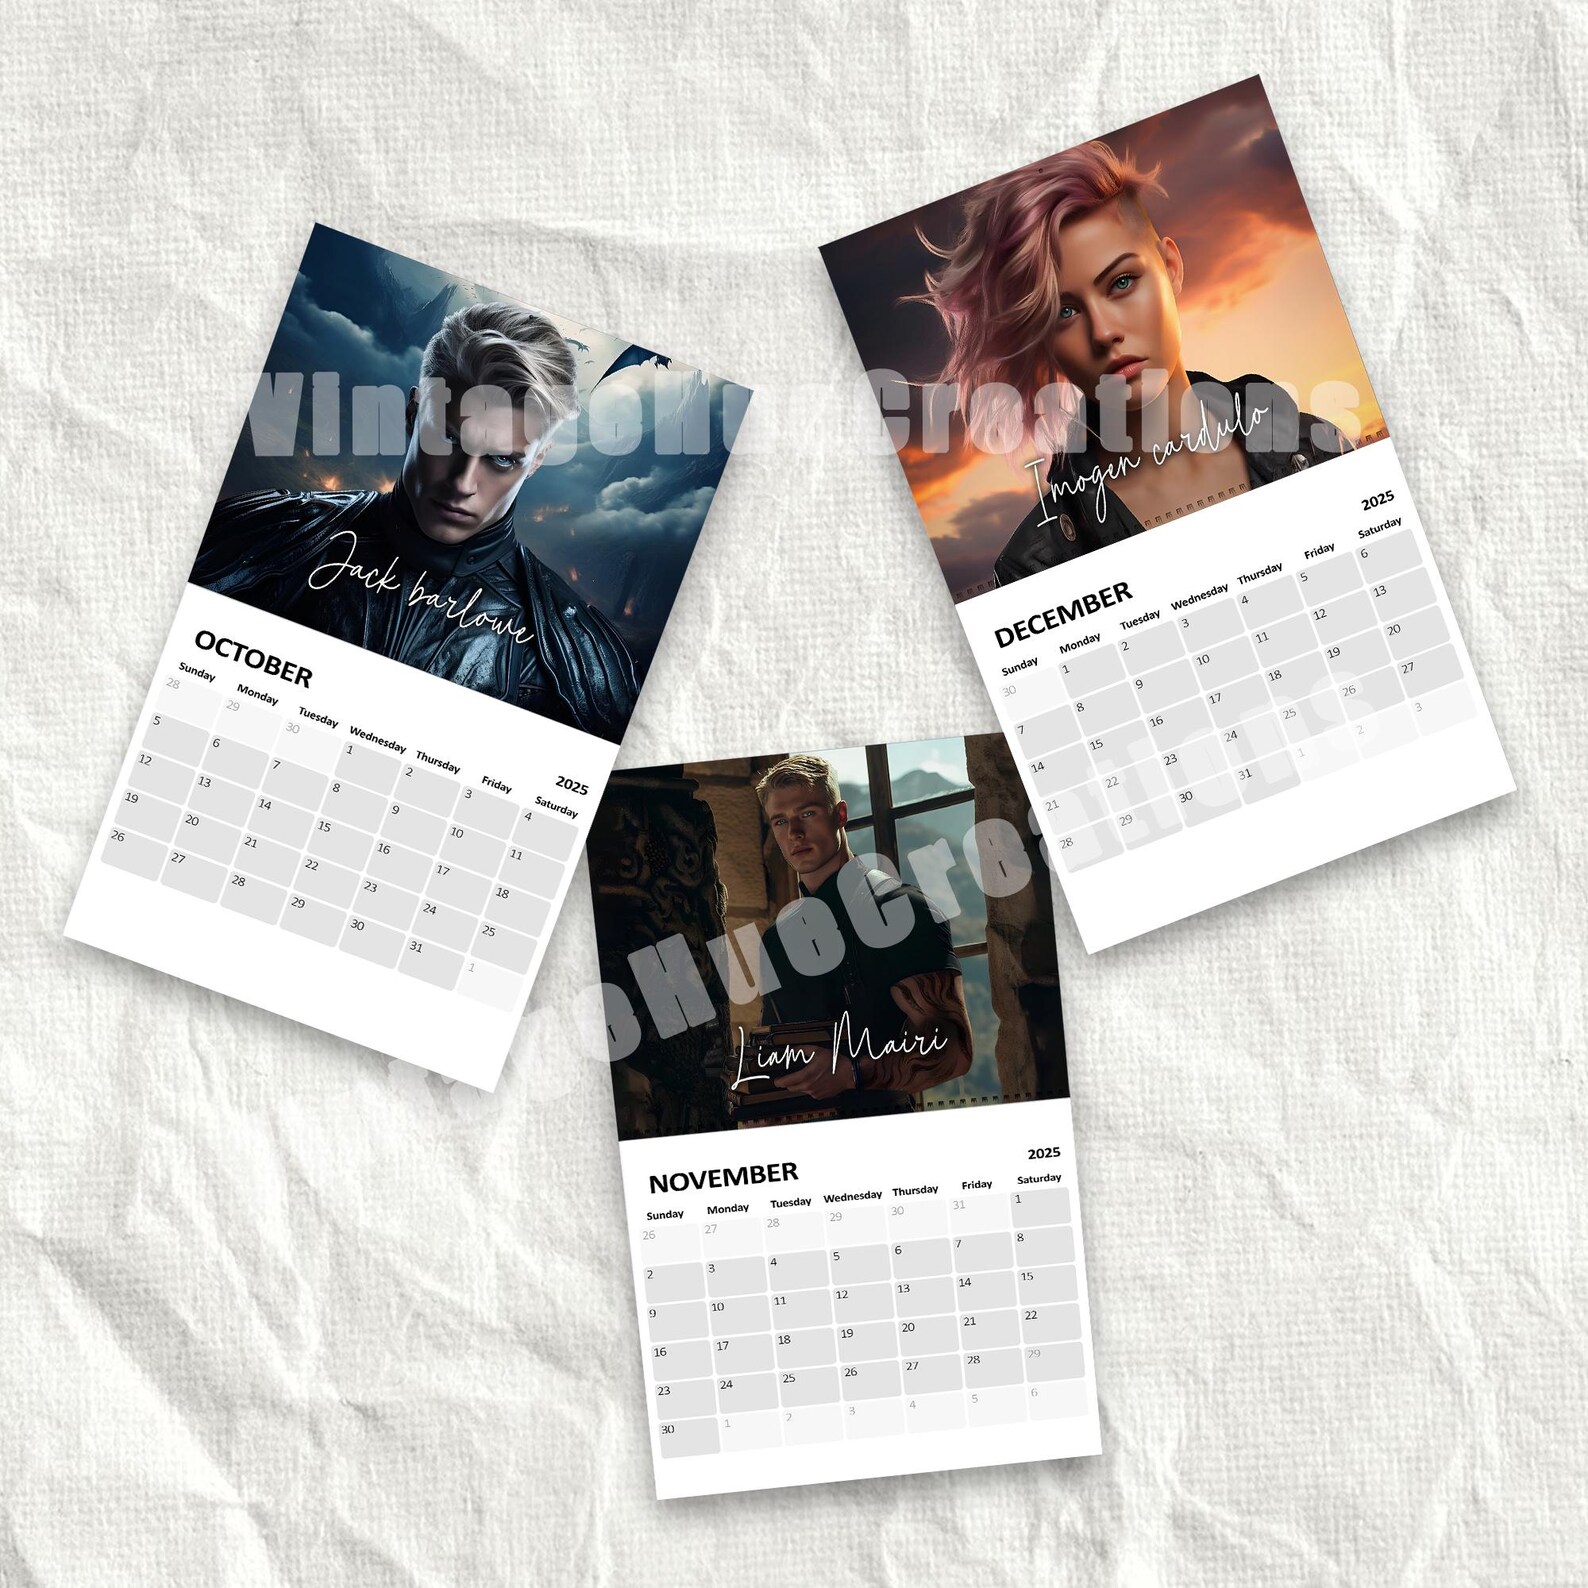 VintageHubCreations
Jack barlowe
OCTOBER
2025
Sunday Monday Tuesday Wednesday Thursday Friday Saturday
28 29 30 1 2 3 4
5 6 7 8 9 10 11
12 13 14 15 16 17 18
19 20 21 22 23 24 25
26 27 28 29 30 31 1
Imogen cardulo
2025
DECEMBER
Sunday Monday Tuesday Wednesday Thursday Friday Saturday
30 1 2 3 4 5 6
7 8 9 10 11 12 13
14 15 16 17 18 19 20
21 22 23 24 25 26 27
28 29 30 31 1 2 3
geHubCreations
Liam Mairi
2025
NOVEMBER
Sunday Monday Tuesday Wednesday Thursday Friday Saturday
26 27 28 29 30 31 1
2 3 4 5 6 7 8
9 10 11 12 13 14 15
16 17 18 19 20 21 22
23 24 25 26 27 28 29
30 1 2 3 4 5 6